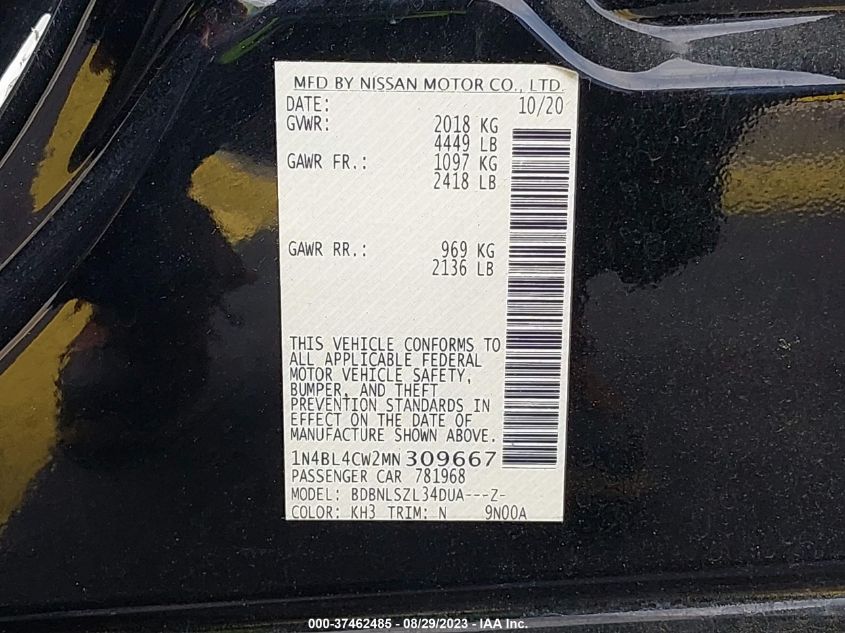 MFD BY NISSAN MOTOR CO., LTD.
DATE: 10/20
GVWR: 2018 KG
4449 LB
GAWR FR.: 1097 KG
2418 LB
GAWR RR.: 969 KG
2136 LB
THIS VEHICLE CONFORMS TO
ALL APPLICABLE FEDERAL
MOTOR VEHICLE SAFETY,
BUMPER, AND THEFT
PREVENTION STANDARDS IN
EFFECT ON THE DATE OF
MANUFACTURE SHOWN ABOVE.
1N4BL4CW2MN309667
PASSENGER CAR 781968
MODEL: BDBNLSZL34DUA---Z-
COLOR: KH3 TRIM: N 9N00A
000-37462485 - 08/29/2023 - IAA Inc.